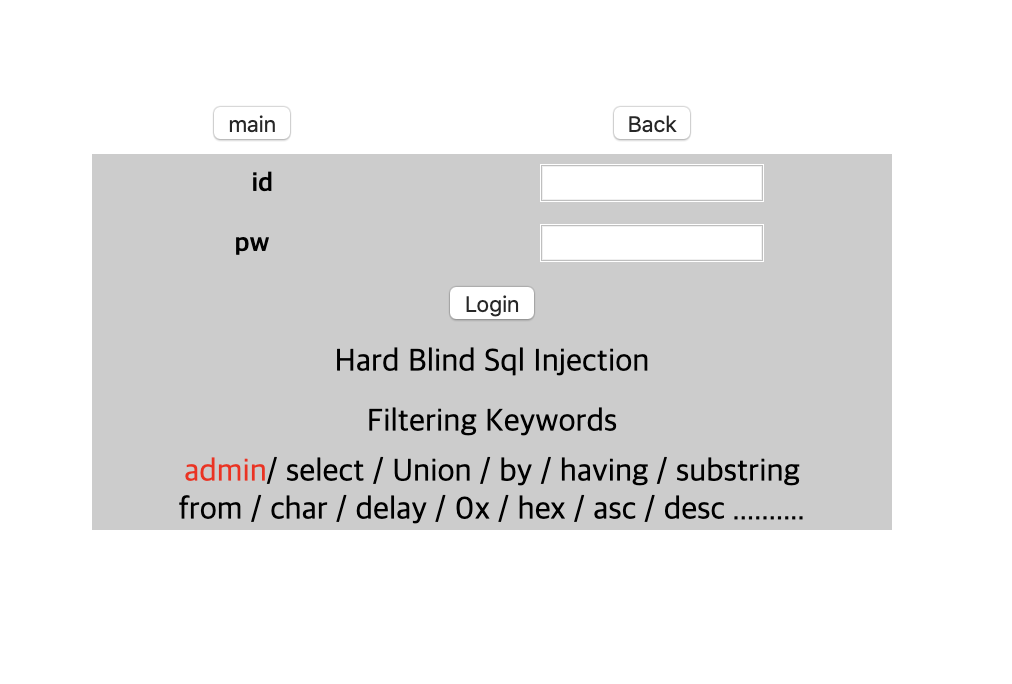 main Back
id
pw
Login
Hard Blind Sql Injection
Filtering Keywords
admin/ select / Union / by / having / substring
from / char / delay / 0x / hex / asc / desc ..........